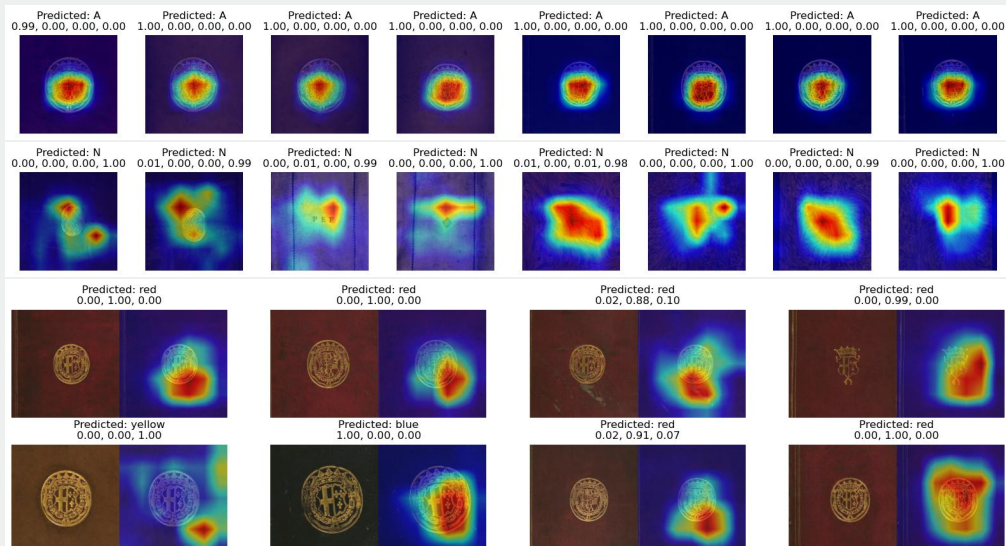 Predicted: A Predicted: A Predicted: A Predicted: A Predicted: A Predicted: A Predicted: A Predicted: A
0.99, 0.00, 0.00, 0.00 1.00, 0.00, 0.00, 0.00 1.00, 0.00, 0.00, 0.00 1.00, 0.00, 0.00, 0.00 1.00, 0.00, 0.00, 0.00 1.00, 0.00, 0.00, 0.00 1.00, 0.00, 0.00, 0.00 1.00, 0.00, 0.00, 0.00
Predicted: N Predicted: N Predicted: N Predicted: N Predicted: N Predicted: N Predicted: N Predicted: N
0.00, 0.00, 0.00, 1.00 0.01, 0.00, 0.00, 0.99 0.00, 0.01, 0.00, 0.99 0.00, 0.00, 0.00, 1.00 0.01, 0.00, 0.01, 0.98 0.00, 0.00, 0.00, 1.00 0.00, 0.00, 0.00, 0.99 0.00, 0.00, 0.00, 1.00
Predicted: red Predicted: red Predicted: red Predicted: red
0.00, 1.00, 0.00 0.00, 1.00, 0.00 0.02, 0.88, 0.10 0.00, 0.99, 0.00
Predicted: yellow Predicted: blue Predicted: red Predicted: red
0.00, 0.00, 1.00 1.00, 0.00, 0.00 0.02, 0.91, 0.07 0.00, 1.00, 0.00